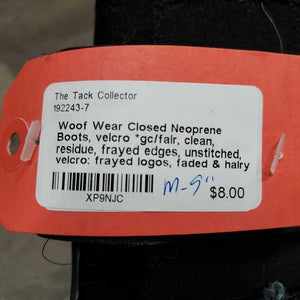 The Tack Collector
192243-7
Woof Wear Closed Neoprene
Boots, velcro *gc/fair, clean,
residue, frayed edges, unstitched,
velcro: frayed logos, faded & hairy
M-9"
$8.00
XP9NJC